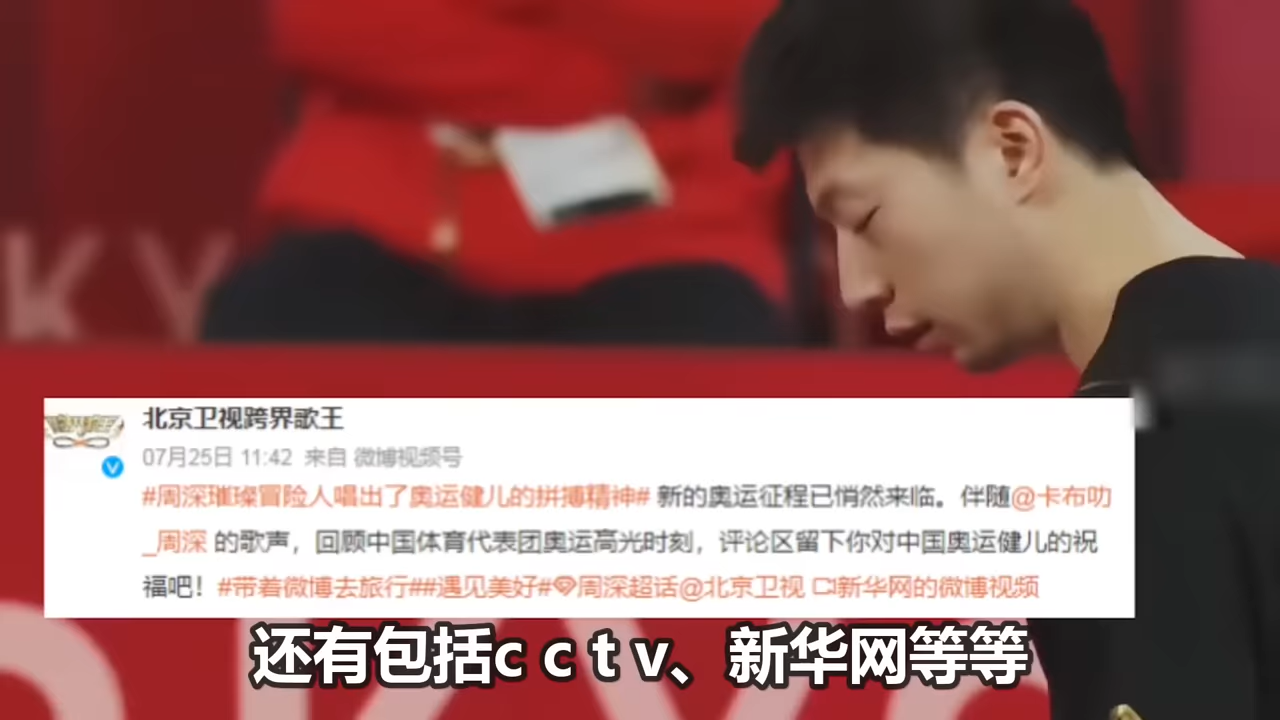 KY
北京卫视跨界歌王
07月25日 11:42 来自 微博视频号
#周深璀璨冒险人唱出了奥运健儿的拼搏精神# 新的奥运征程已悄然来临。伴随@卡布叻
_周深 的歌声，回顾中国体育代表团奥运高光时刻，评论区留下你对中国奥运健儿的祝
福吧！#带着微博去旅行##遇见美好#周深超话@北京卫视 新华网的微博视频
还有包括c c t v、新华网等等